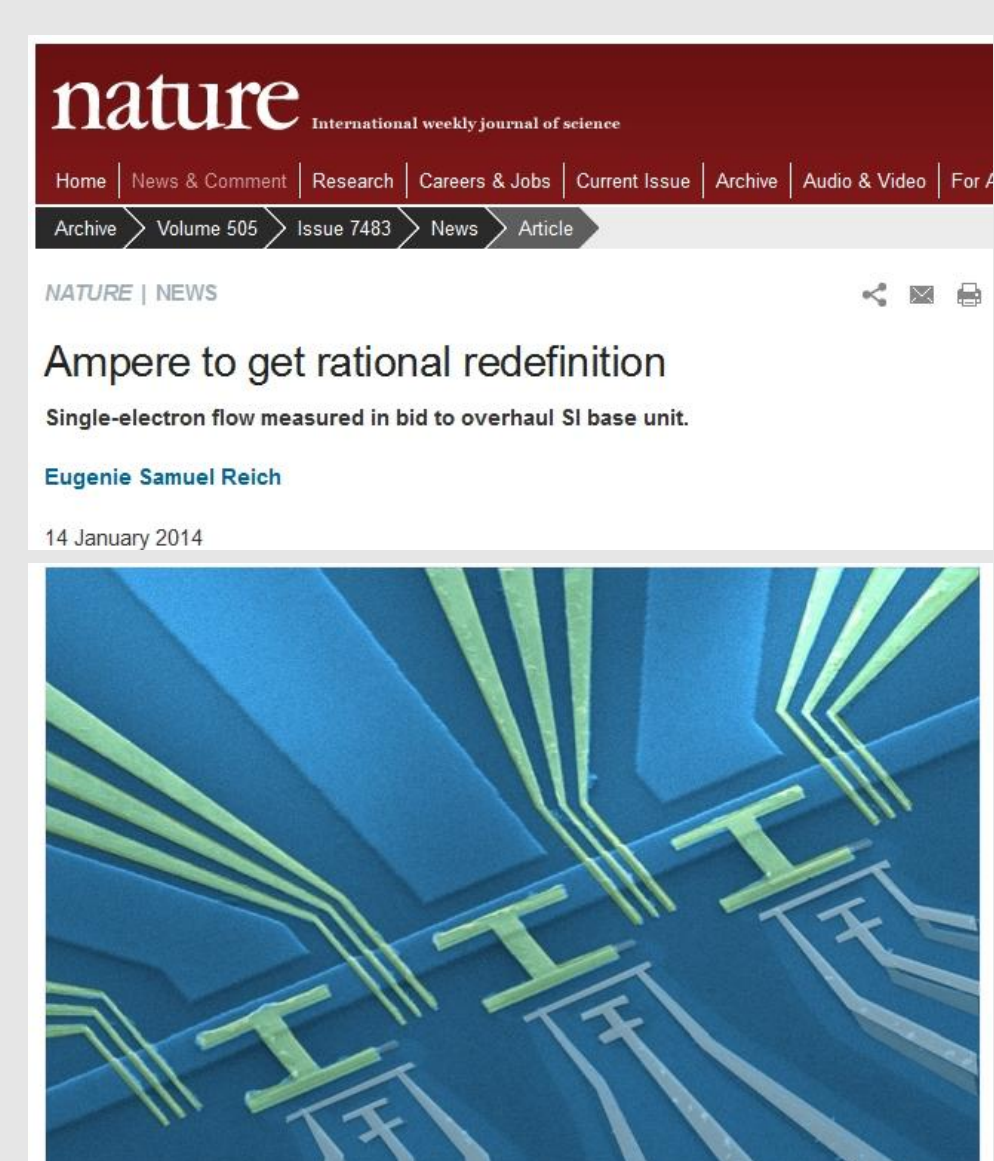 nature International weekly journal of science
Home News & Comment Research Careers & Jobs Current Issue Archive Audio & Video For
Archive Volume 505 Issue 7483 News Article
NATURE | NEWS
Ampere to get rational redefinition
Single-electron flow measured in bid to overhaul SI base unit.
Eugenie Samuel Reich
14 January 2014